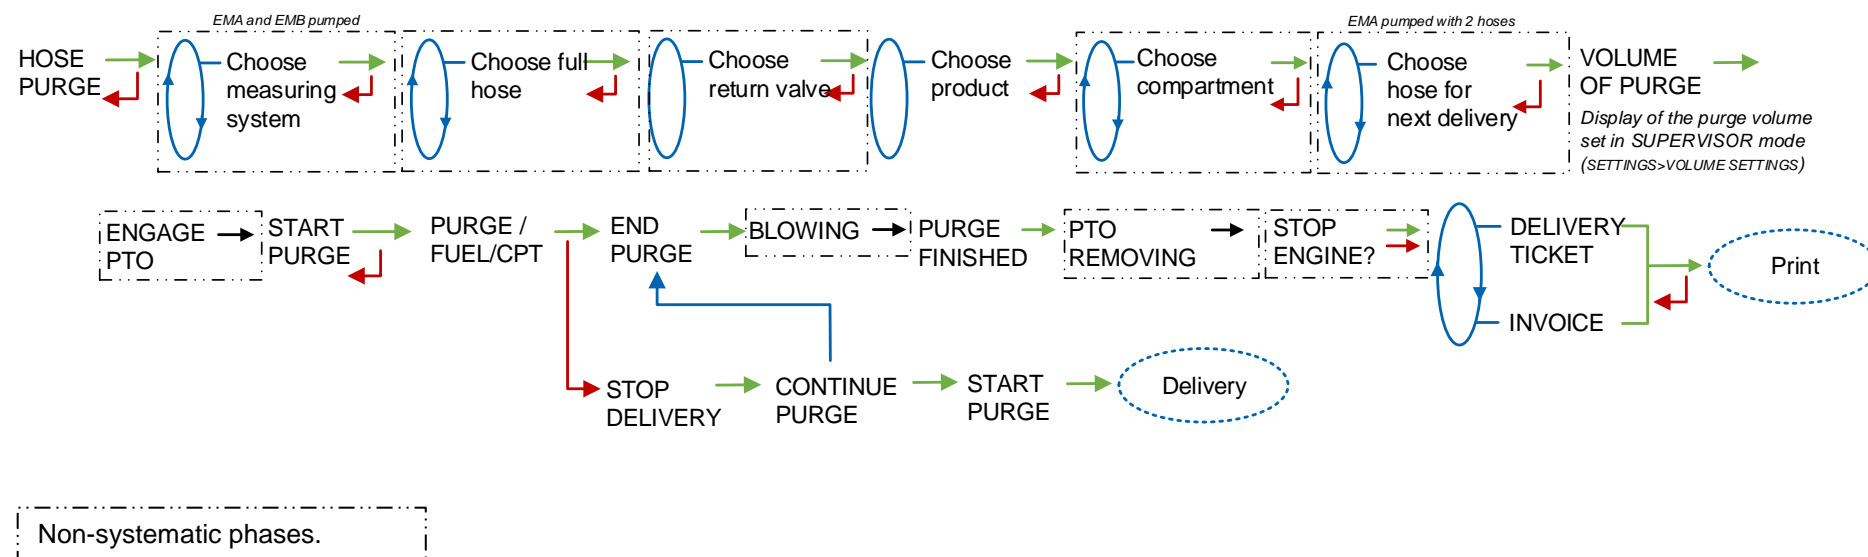 EMA and EMB pumped
EMA pumped with 2 hoses
HOSE
PURGE
Choose
measuring
system
Choose full
hose
Choose
return valve
Choose
product
Choose
compartment
Choose
hose for
next delivery
VOLUME
OF PURGE
Display of the purge volume
set in SUPERVISOR mode
(SETTINGS>VOLUME SETTINGS)
ENGAGE
PTO
START
PURGE
PURGE /
FUEL/CPT
END
PURGE
BLOWING
PURGE
FINISHED
PTO
REMOVING
STOP
ENGINE?
DELIVERY
TICKET
INVOICE
Print
STOP
DELIVERY
CONTINUE
PURGE
START
PURGE
Delivery
Non-systematic phases.